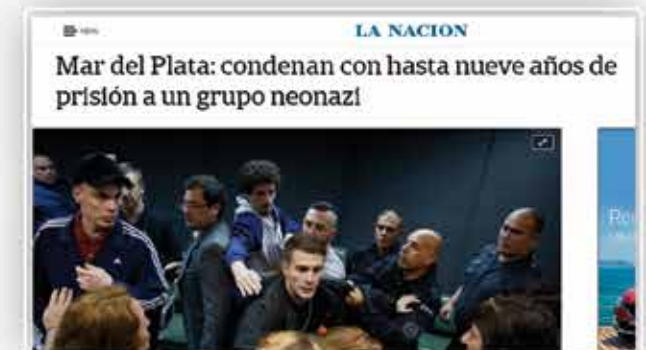 LA NACION
Mar del Plata: condenan con hasta nueve años de
prisión a un grupo neonazi